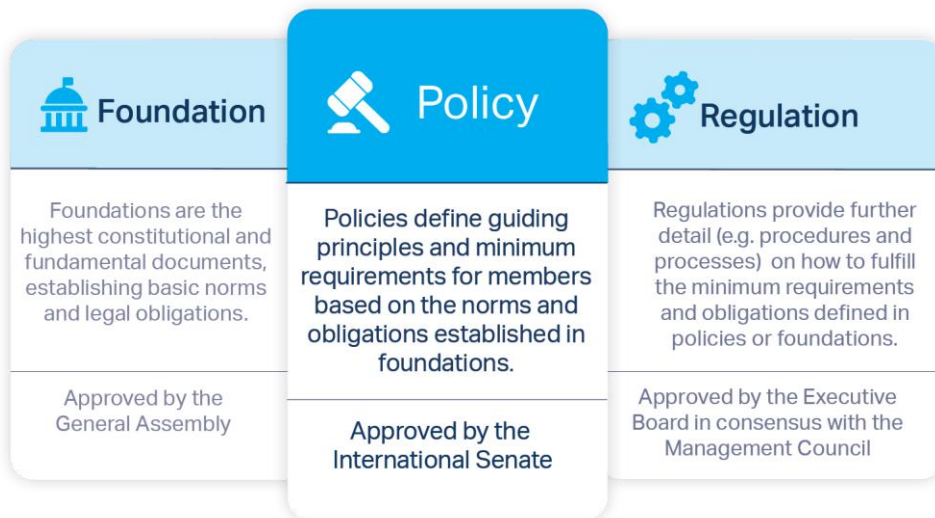 Foundation
Foundations are the
highest constitutional and
fundamental documents,
establishing basic norms
and legal obligations.
Approved by the
General Assembly
Policy
Policies define guiding
principles and minimum
requirements for members
based on the norms and
obligations established in
foundations.
Approved by the
International Senate
Regulation
Regulations provide further
detail (e.g. procedures and
processes) on how to fulfill
the minimum requirements
and obligations defined in
policies or foundations.
Approved by the Executive
Board in consensus with the
Management Council